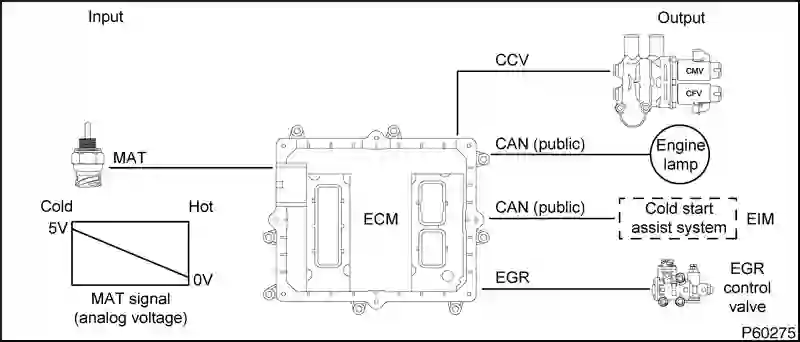 Input
Output
CCV
CMV
CFV
MAT
CAN (public)
Engine
lamp
Cold
Hot
5V
0V
MAT signal
(analog voltage)
ECM
CAN (public)
Cold start
assist system
EIM
EGR
EGR
control
valve
P60275